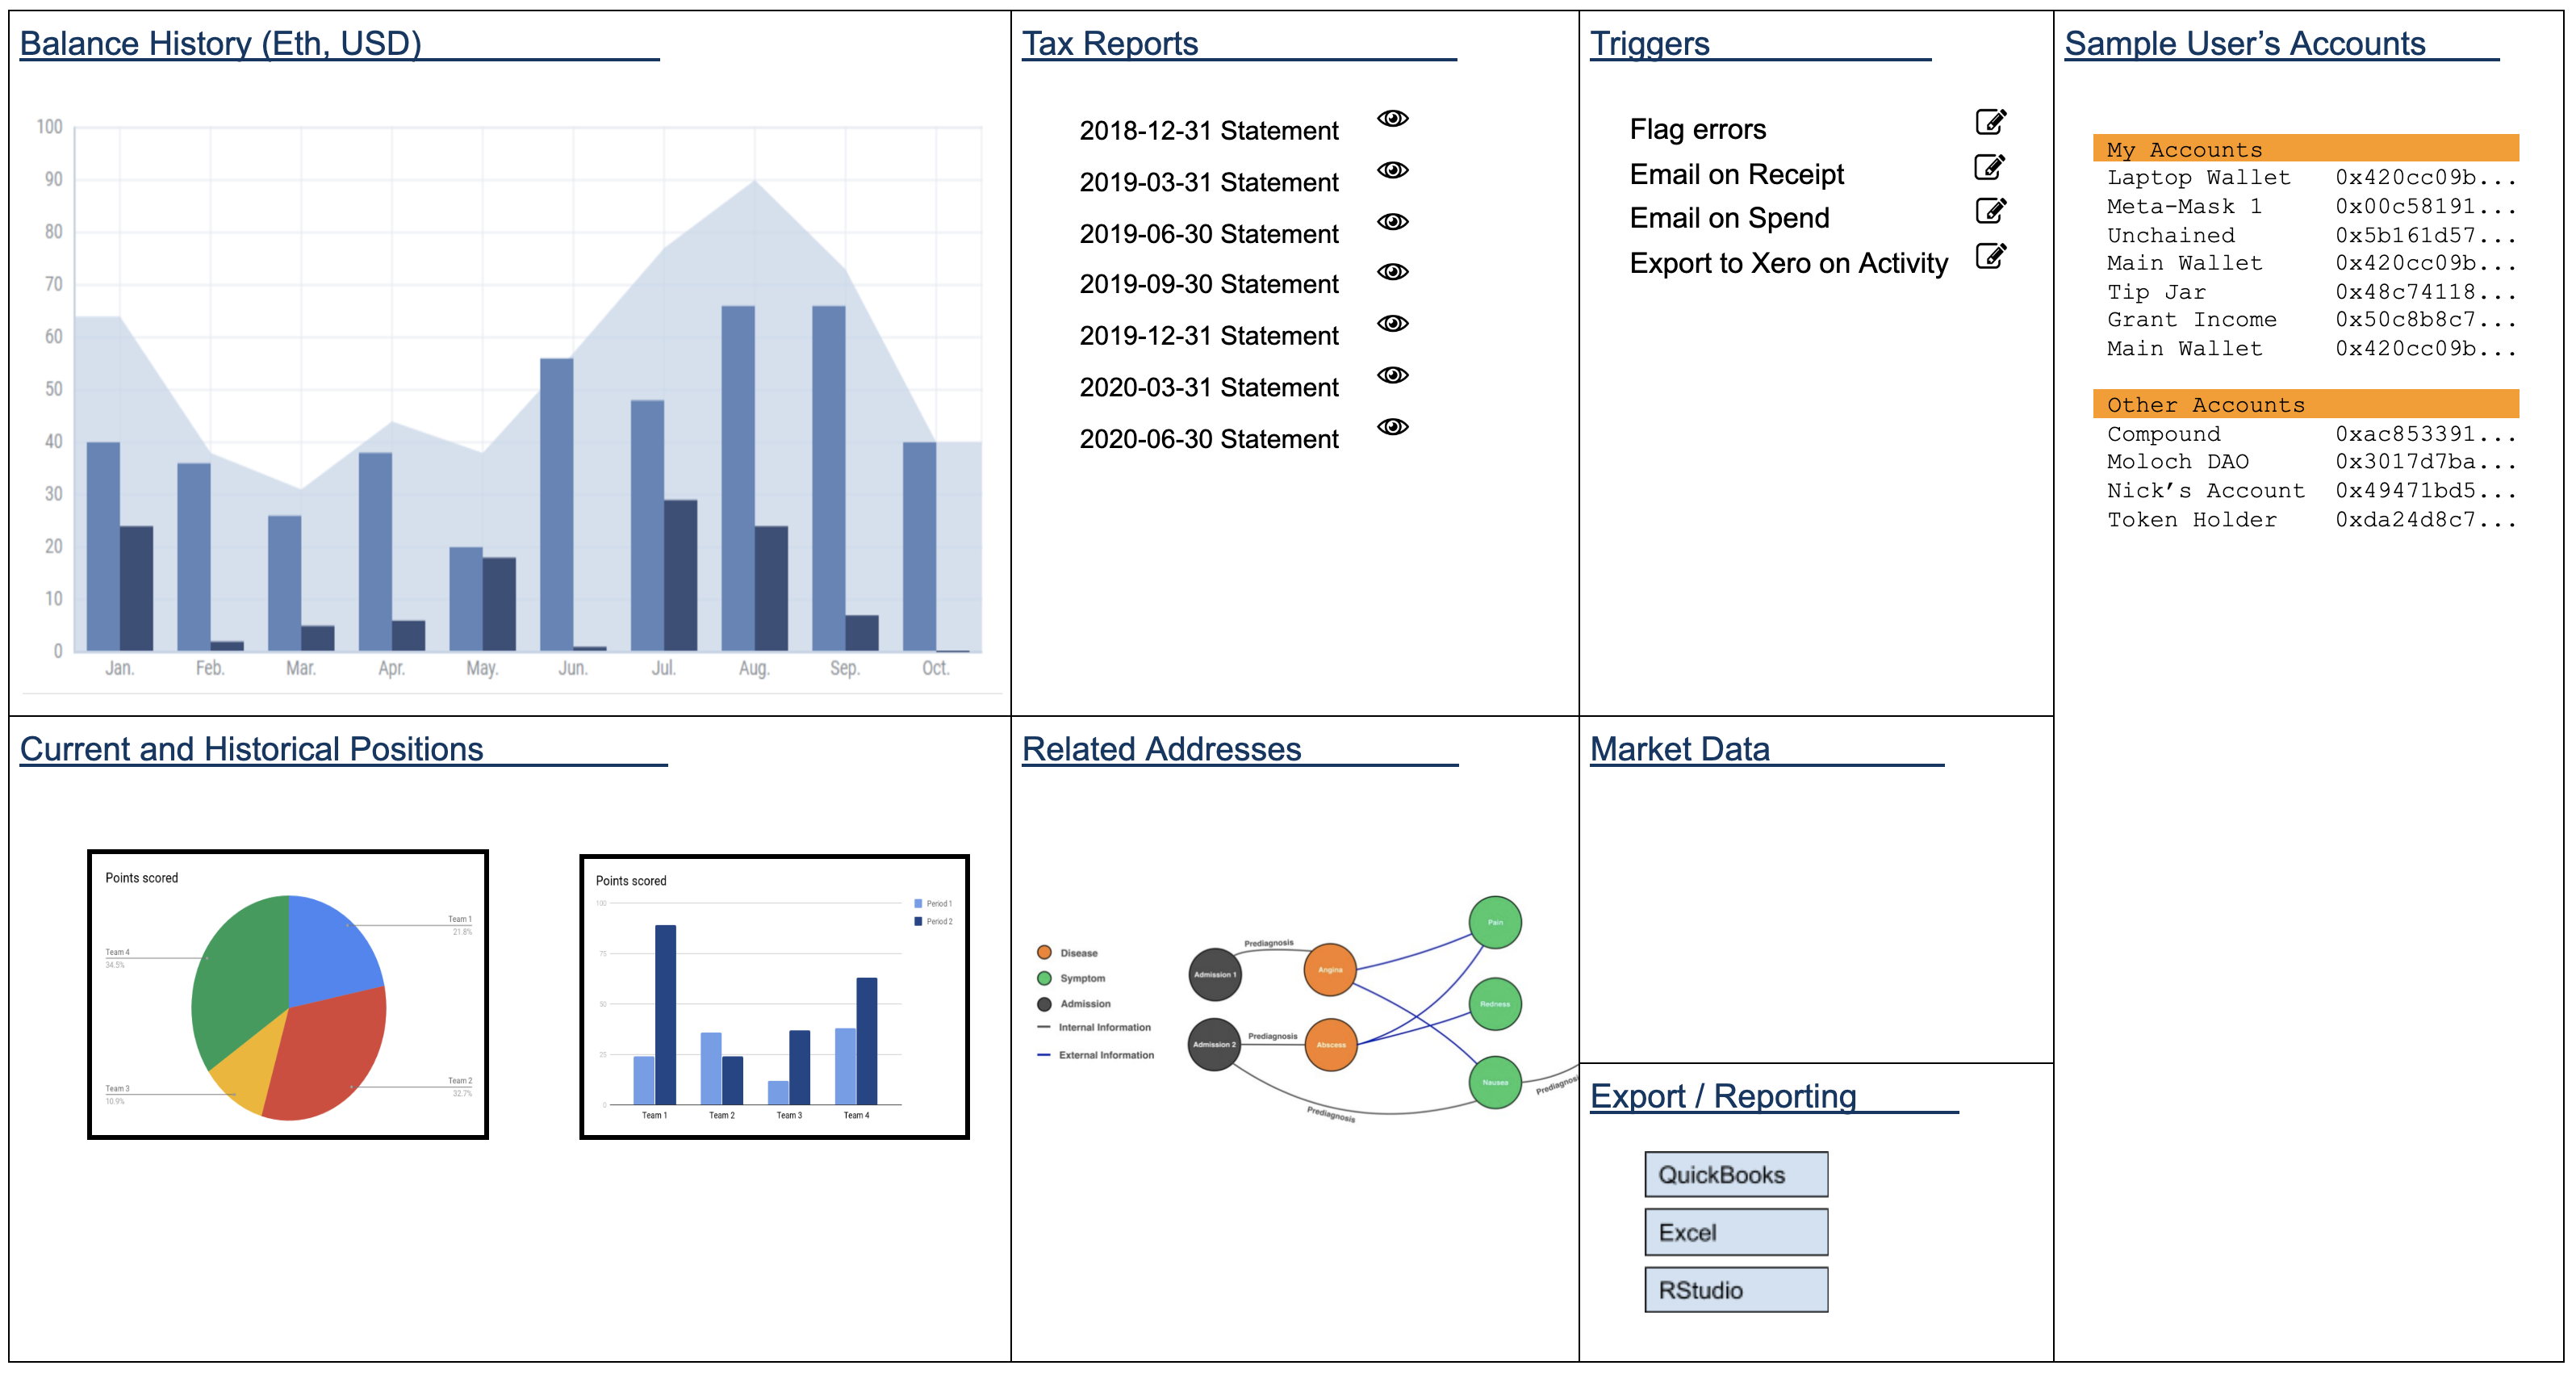 Balance History (Eth, USD)
100
90
80
70
60
50
40
30
20
10
0
Jan. Feb. Mar. Apr. May. Jun. Jul. Aug. Sep. Oct.
Tax Reports
2018-12-31 Statement
2019-03-31 Statement
2019-06-30 Statement
2019-09-30 Statement
2019-12-31 Statement
2020-03-31 Statement
2020-06-30 Statement
Triggers
Flag errors
Email on Receipt
Email on Spend
Export to Xero on Activity
Sample User’s Accounts
My Accounts
Laptop Wallet 0x420cc09b...
Meta-Mask 1 0x00c58191...
Unchained 0x5b161d57...
Main Wallet 0x420cc09b...
Tip Jar 0x48c74118...
Grant Income 0x50c8b8c7...
Main Wallet 0x420cc09b...
Other Accounts
Compound 0xac853391...
Moloch DAO 0x3017d7ba...
Nick’s Account 0x49471bd5...
Token Holder 0xda24d8c7...
Current and Historical Positions
Points scored
Team 1
21.8%
Team 4
34.5%
Team 2
32.7%
Team 3
10.9%
Points scored
Period 1
Period 2
100
75
50
25
0
Team 1 Team 2 Team 3 Team 4
Related Addresses
Disease
Symptom
Admission
Internal Information
External Information
Admission 1
Prediagnosis
Angina
Pain
Redness
Admission 2
Prediagnosis
Abscess
Nausea
Prediagnosis
Prediagnosi
Market Data
Export / Reporting
QuickBooks
Excel
RStudio